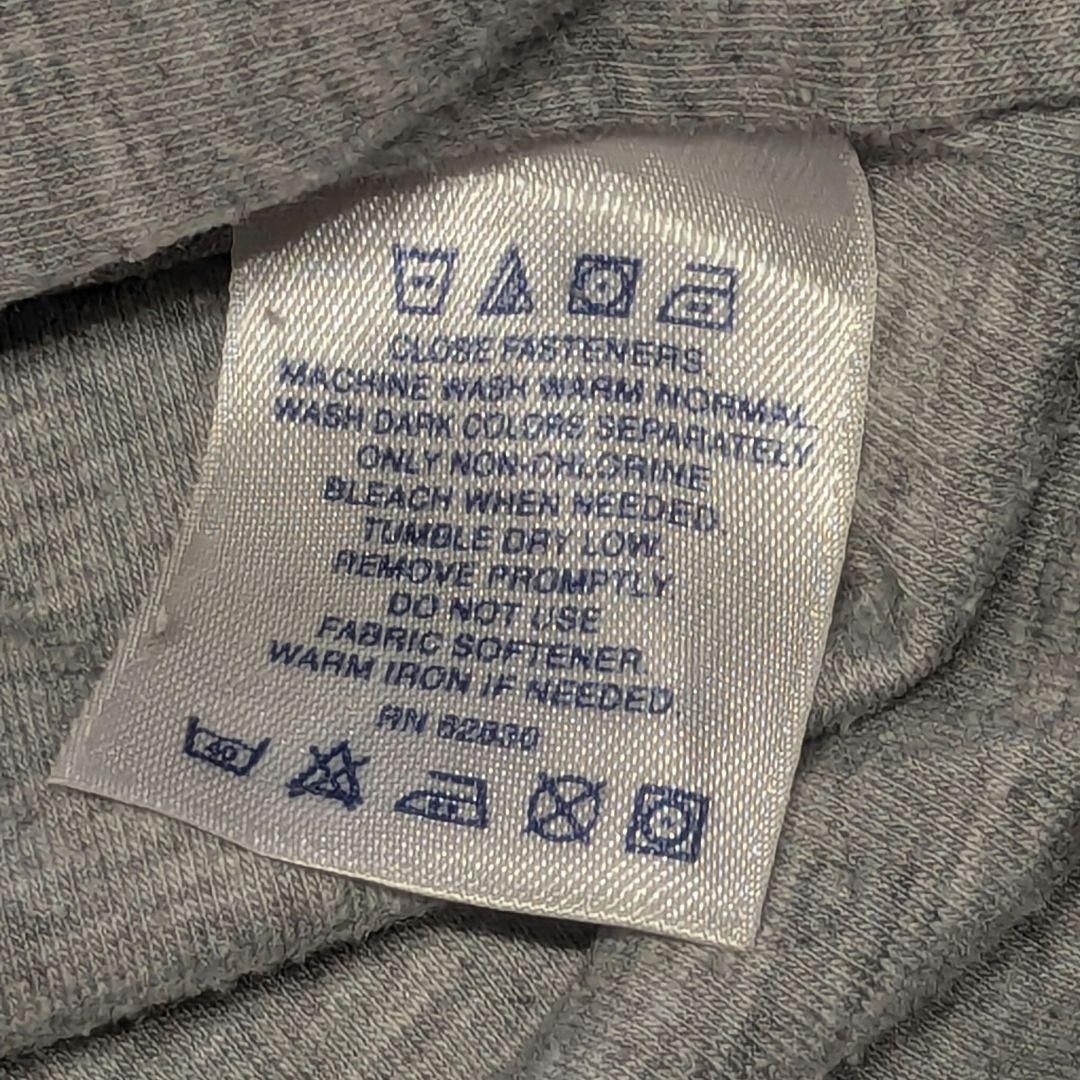 CLOSE FASTENERS
MACHINE WASH WARM NORMAL.
WASH DARK COLORS SEPARATELY
ONLY NON-CHLORINE
BLEACH WHEN NEEDED.
TUMBLE DRY LOW.
REMOVE PROMPTLY
DO NOT USE
FABRIC SOFTENER.
WARM IRON IF NEEDED.
RN
40